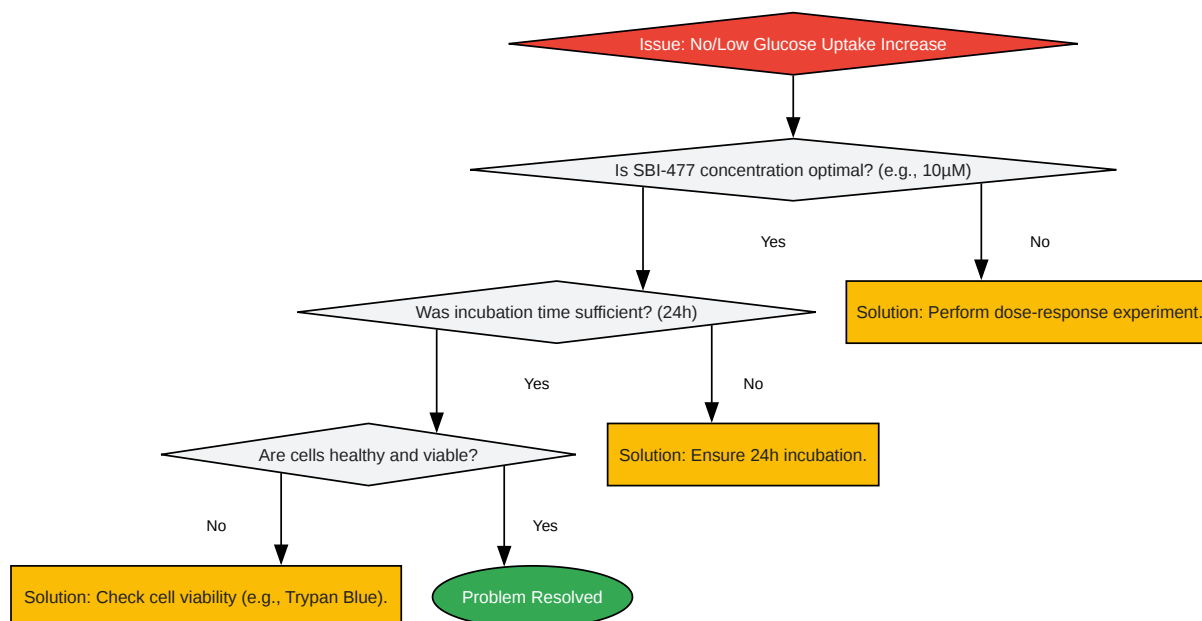 Issue: No/Low Glucose Uptake Increase
Is SBI-477 concentration optimal? (e.g., 10µM)
Yes
No
Was incubation time sufficient? (24h)
Solution: Perform dose-response experiment.
Yes
No
Are cells healthy and viable?
Solution: Ensure 24h incubation.
No
Yes
Solution: Check cell viability (e.g., Trypan Blue).
Problem Resolved